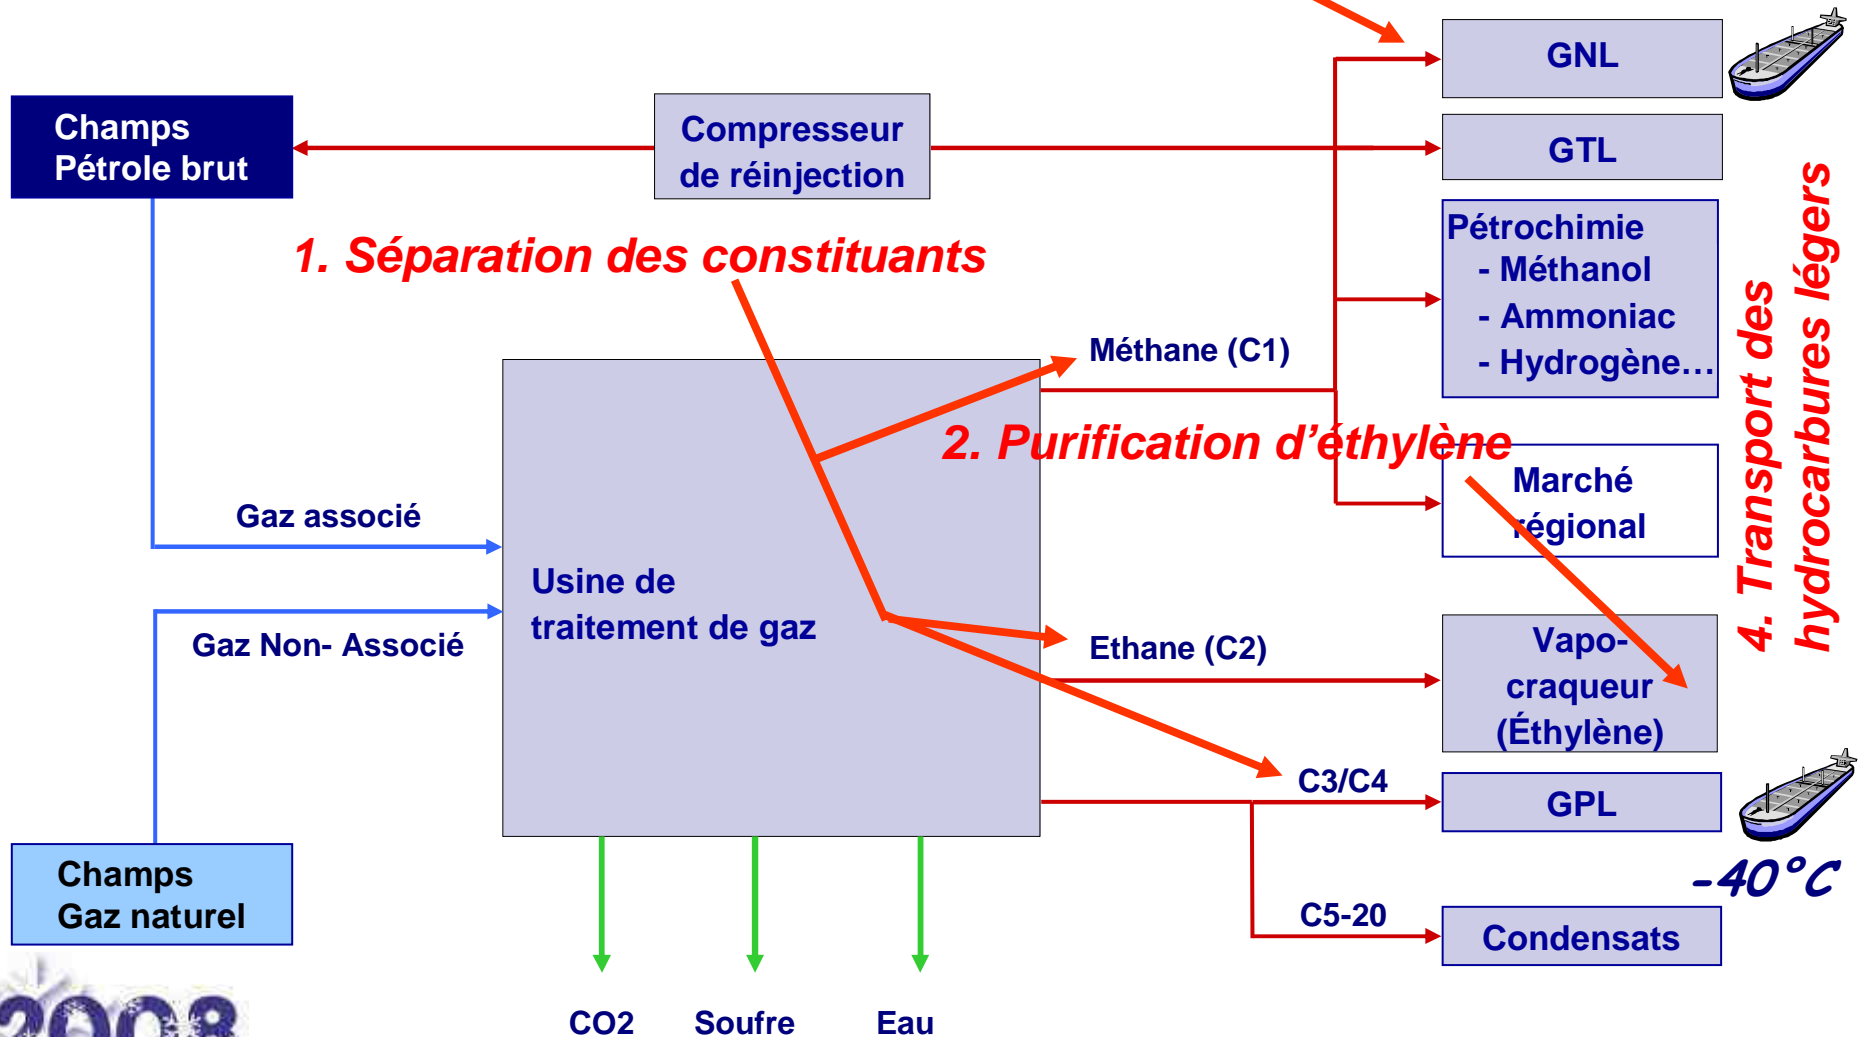 GNL
Champs
Pétrole brut
Compresseur
de réinjection
GTL
1. Séparation des constituants
Pétrochimie
- Méthanol
- Ammoniac
- Hydrogène…
4. Transport des
hydrocarbures légers
Méthane (C1)
2. Purification d’éthylène
Marché
régional
Gaz associé
Usine de
traitement de gaz
Gaz Non- Associé
Ethane (C2)
Vapo-
craqueur
(Éthylène)
C3/C4
GPL
-40°C
Champs
Gaz naturel
C5-20
Condensats
2008
CO2
Soufre
Eau